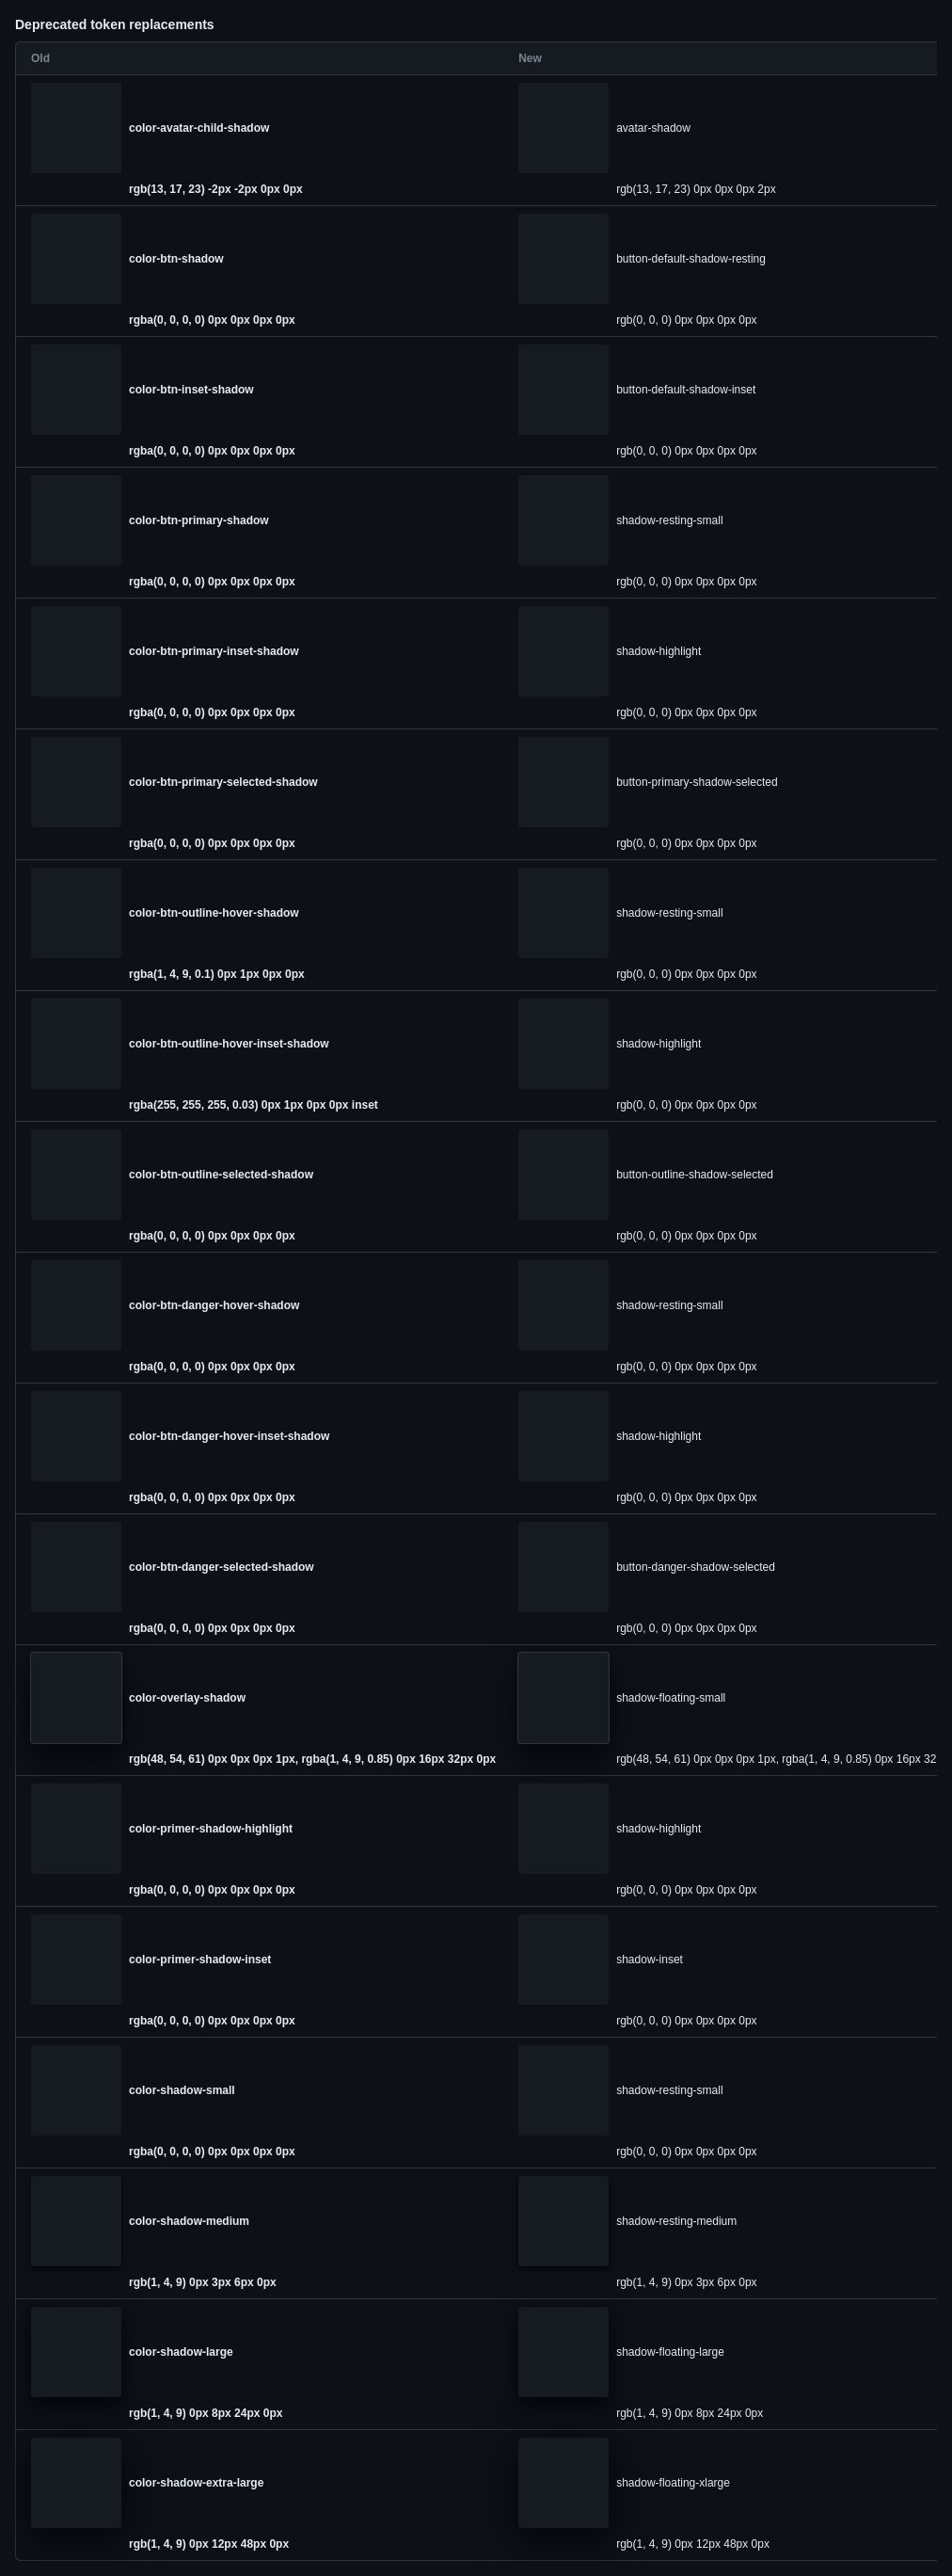 Deprecated token replacements
Old New
color-avatar-child-shadow avatar-shadow
rgb(13, 17, 23) -2px -2px 0px 0px rgb(13, 17, 23) 0px 0px 0px 2px
color-btn-shadow button-default-shadow-resting
rgba(0, 0, 0, 0) 0px 0px 0px 0px rgb(0, 0, 0) 0px 0px 0px 0px
color-btn-inset-shadow button-default-shadow-inset
rgba(0, 0, 0, 0) 0px 0px 0px 0px rgb(0, 0, 0) 0px 0px 0px 0px
color-btn-primary-shadow shadow-resting-small
rgba(0, 0, 0, 0) 0px 0px 0px 0px rgb(0, 0, 0) 0px 0px 0px 0px
color-btn-primary-inset-shadow shadow-highlight
rgba(0, 0, 0, 0) 0px 0px 0px 0px rgb(0, 0, 0) 0px 0px 0px 0px
color-btn-primary-selected-shadow button-primary-shadow-selected
rgba(0, 0, 0, 0) 0px 0px 0px 0px rgb(0, 0, 0) 0px 0px 0px 0px
color-btn-outline-hover-shadow shadow-resting-small
rgba(1, 4, 9, 0.1) 0px 1px 0px 0px rgb(0, 0, 0) 0px 0px 0px 0px
color-btn-outline-hover-inset-shadow shadow-highlight
rgba(255, 255, 255, 0.03) 0px 1px 0px 0px inset rgb(0, 0, 0) 0px 0px 0px 0px
color-btn-outline-selected-shadow button-outline-shadow-selected
rgba(0, 0, 0, 0) 0px 0px 0px 0px rgb(0, 0, 0) 0px 0px 0px 0px
color-btn-danger-hover-shadow shadow-resting-small
rgba(0, 0, 0, 0) 0px 0px 0px 0px rgb(0, 0, 0) 0px 0px 0px 0px
color-btn-danger-hover-inset-shadow shadow-highlight
rgba(0, 0, 0, 0) 0px 0px 0px 0px rgb(0, 0, 0) 0px 0px 0px 0px
color-btn-danger-selected-shadow button-danger-shadow-selected
rgba(0, 0, 0, 0) 0px 0px 0px 0px rgb(0, 0, 0) 0px 0px 0px 0px
color-overlay-shadow shadow-floating-small
rgb(48, 54, 61) 0px 0px 0px 1px, rgba(1, 4, 9, 0.85) 0px 16px 32px 0px rgb(48, 54, 61) 0px 0px 0px 1px, rgba(1, 4, 9, 0.85) 0px 16px 32
color-primer-shadow-highlight shadow-highlight
rgba(0, 0, 0, 0) 0px 0px 0px 0px rgb(0, 0, 0) 0px 0px 0px 0px
color-primer-shadow-inset shadow-inset
rgba(0, 0, 0, 0) 0px 0px 0px 0px rgb(0, 0, 0) 0px 0px 0px 0px
color-shadow-small shadow-resting-small
rgba(0, 0, 0, 0) 0px 0px 0px 0px rgb(0, 0, 0) 0px 0px 0px 0px
color-shadow-medium shadow-resting-medium
rgb(1, 4, 9) 0px 3px 6px 0px rgb(1, 4, 9) 0px 3px 6px 0px
color-shadow-large shadow-floating-large
rgb(1, 4, 9) 0px 8px 24px 0px rgb(1, 4, 9) 0px 8px 24px 0px
color-shadow-extra-large shadow-floating-xlarge
rgb(1, 4, 9) 0px 12px 48px 0px rgb(1, 4, 9) 0px 12px 48px 0px